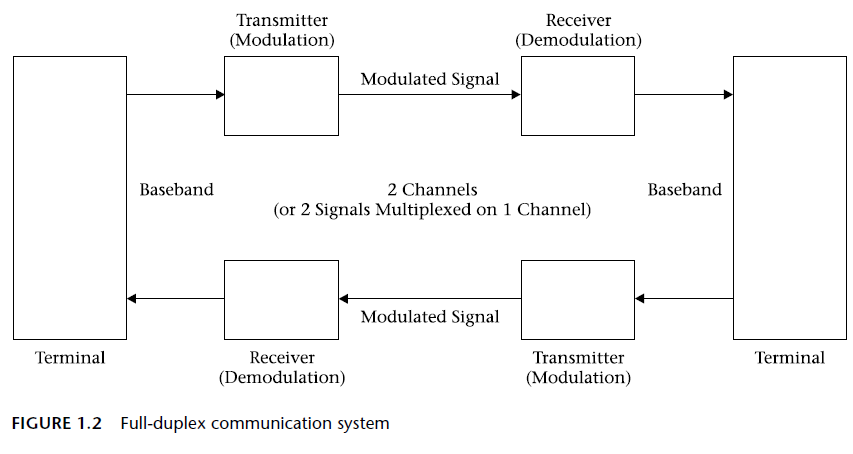 Transmitter
(Modulation)
Receiver
(Demodulation)
Modulated Signal
Baseband
2 Channels
(or 2 Signals Multiplexed on 1 Channel)
Baseband
Modulated Signal
Terminal
Receiver
(Demodulation)
Transmitter
(Modulation)
Terminal
FIGURE 1.2 Full-duplex communication system